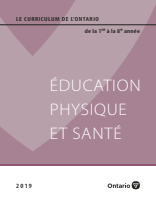 LE CURRICULUM DE L'ONTARIO
de la 1re à la 8e année
ÉDUCATION
PHYSIQUE
ET SANTÉ
2019
Ontario